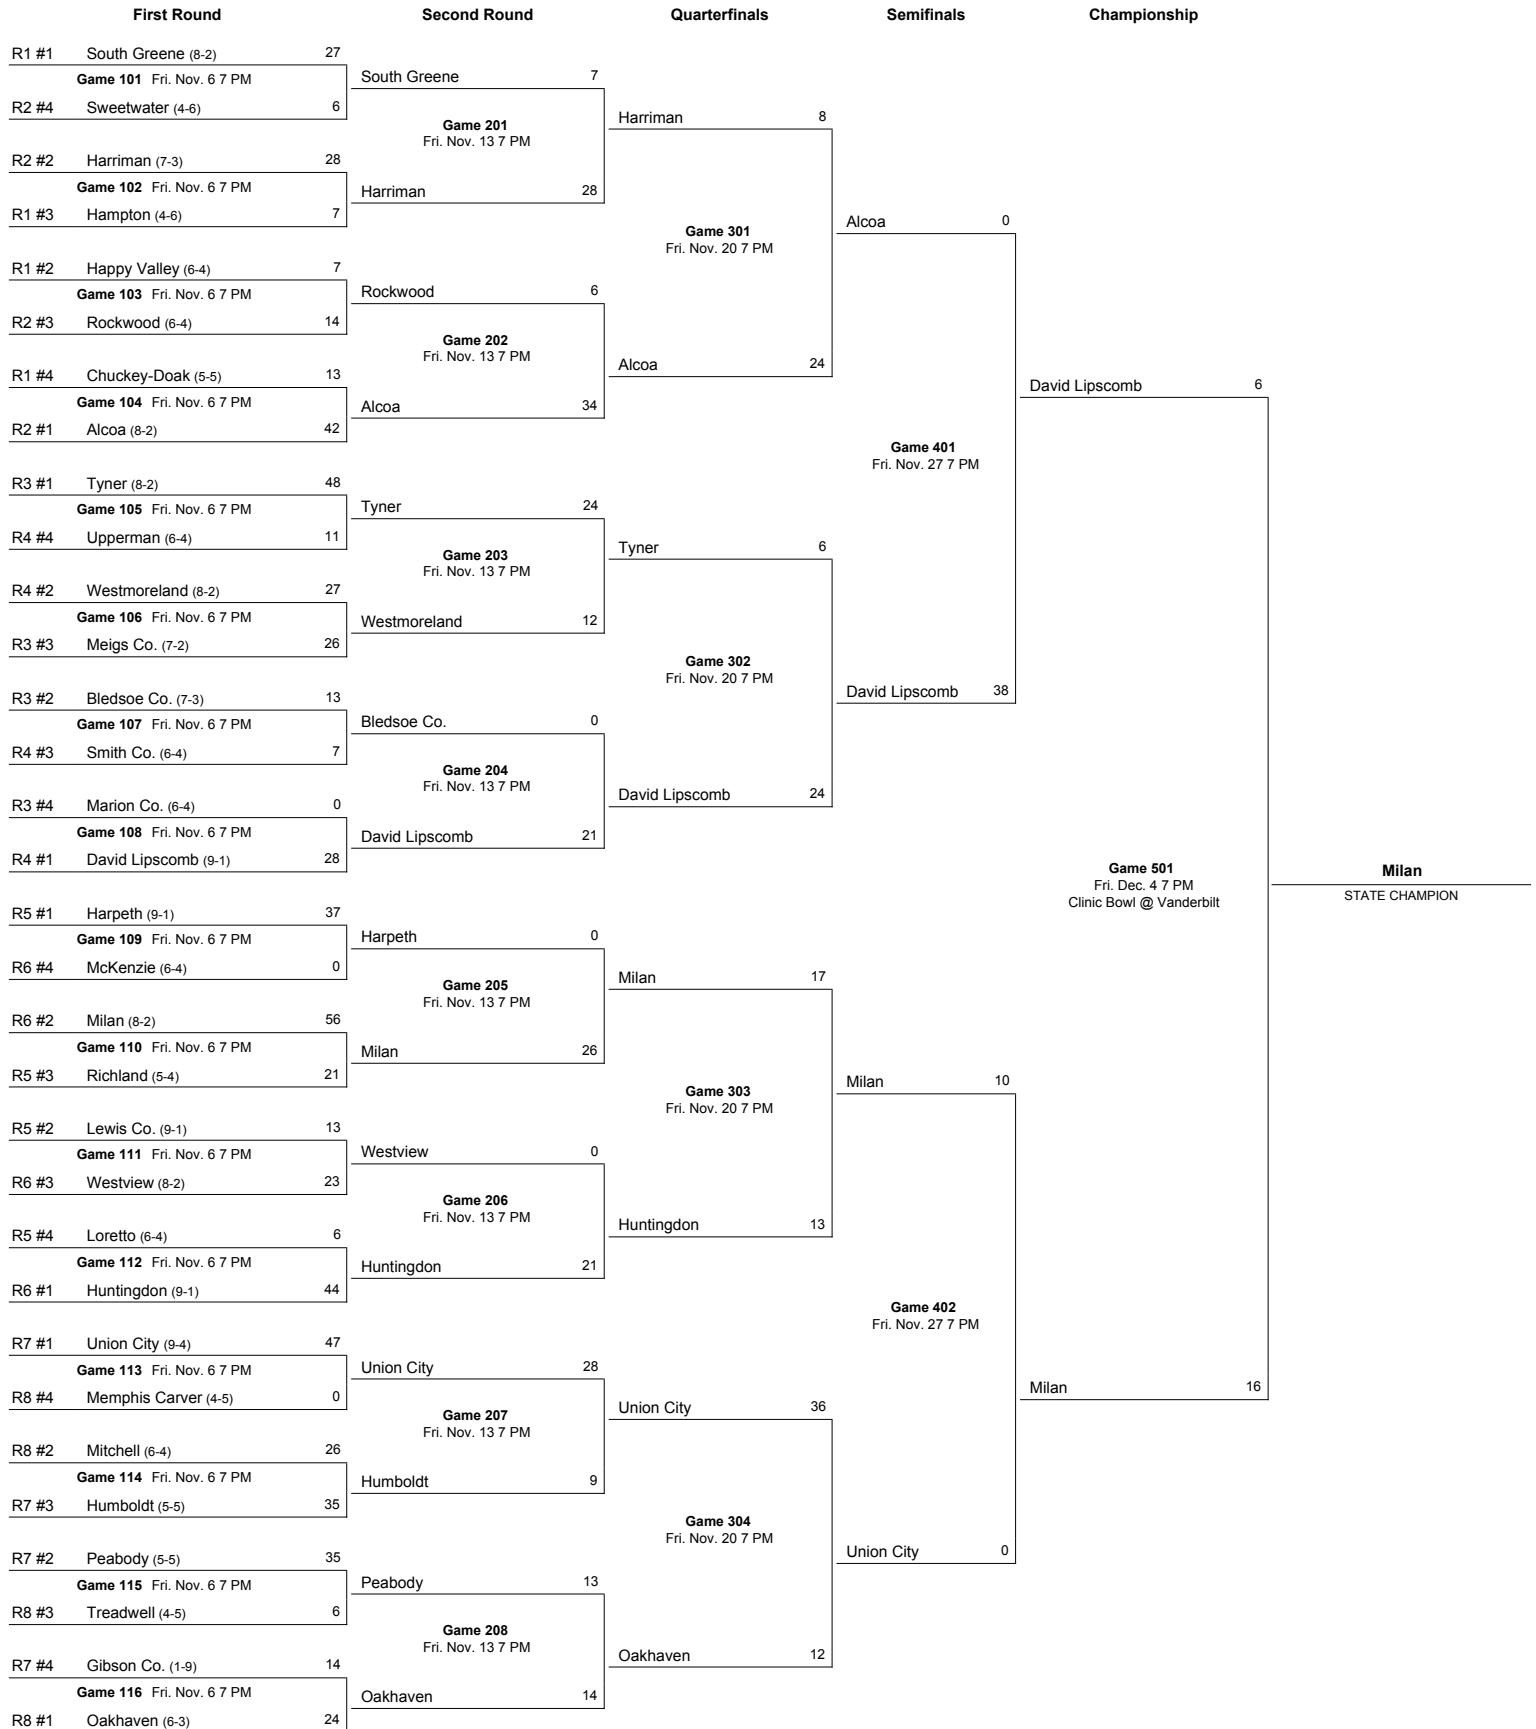 First Round Second Round Quarterfinals Semifinals Championship
R1 #1 South Greene (8-2) 27
Game 101 Fri. Nov. 6 7 PM
R2 #4 Sweetwater (4-6) 6
R2 #2 Harriman (7-3) 28
Game 102 Fri. Nov. 6 7 PM
R1 #3 Hampton (4-6) 7
R1 #2 Happy Valley (6-4) 7
Game 103 Fri. Nov. 6 7 PM
R2 #3 Rockwood (6-4) 14
R1 #4 Chuckey-Doak (5-5) 13
Game 104 Fri. Nov. 6 7 PM
R2 #1 Alcoa (8-2) 42
R3 #1 Tyner (8-2) 48
Game 105 Fri. Nov. 6 7 PM
R4 #4 Upperman (6-4) 11
R4 #2 Westmoreland (8-2) 27
Game 106 Fri. Nov. 6 7 PM
R3 #3 Meigs Co. (7-2) 26
R3 #2 Bledsoe Co. (7-3) 13
Game 107 Fri. Nov. 6 7 PM
R4 #3 Smith Co. (6-4) 7
R3 #4 Marion Co. (6-4) 0
Game 108 Fri. Nov. 6 7 PM
R4 #1 David Lipscomb (9-1) 28
R5 #1 Harpeth (9-1) 37
Game 109 Fri. Nov. 6 7 PM
R6 #4 McKenzie (6-4) 0
R6 #2 Milan (8-2) 56
Game 110 Fri. Nov. 6 7 PM
R5 #3 Richland (5-4) 21
R5 #2 Lewis Co. (9-1) 13
Game 111 Fri. Nov. 6 7 PM
R6 #3 Westview (8-2) 23
R5 #4 Loretto (6-4) 6
Game 112 Fri. Nov. 6 7 PM
R6 #1 Huntingdon (9-1) 44
R7 #1 Union City (9-4) 47
Game 113 Fri. Nov. 6 7 PM
R8 #4 Memphis Carver (4-5) 0
R8 #2 Mitchell (6-4) 26
Game 114 Fri. Nov. 6 7 PM
R7 #3 Humboldt (5-5) 35
R7 #2 Peabody (5-5) 35
Game 115 Fri. Nov. 6 7 PM
R8 #3 Treadwell (4-5) 6
R7 #4 Gibson Co. (1-9) 14
Game 116 Fri. Nov. 6 7 PM
R8 #1 Oakhaven (6-3) 24
South Greene 7
Game 201
Fri. Nov. 13 7 PM
Harriman 28
Rockwood 6
Game 202
Fri. Nov. 13 7 PM
Alcoa 34
Tyner 24
Game 203
Fri. Nov. 13 7 PM
Westmoreland 12
Bledsoe Co. 0
Game 204
Fri. Nov. 13 7 PM
David Lipscomb 21
Harpeth 0
Game 205
Fri. Nov. 13 7 PM
Milan 26
Westview 0
Game 206
Fri. Nov. 13 7 PM
Huntingdon 21
Union City 28
Game 207
Fri. Nov. 13 7 PM
Humboldt 9
Peabody 13
Game 208
Fri. Nov. 13 7 PM
Oakhaven 14
Harriman 8
Game 301
Fri. Nov. 20 7 PM
Alcoa 24
Tyner 6
Game 302
Fri. Nov. 20 7 PM
David Lipscomb 24
Milan 17
Game 303
Fri. Nov. 20 7 PM
Huntingdon 13
Union City 36
Game 304
Fri. Nov. 20 7 PM
Oakhaven 12
Alcoa 0
Game 401
Fri. Nov. 27 7 PM
David Lipscomb 38
Milan 10
Game 402
Fri. Nov. 27 7 PM
Union City 0
David Lipscomb 6
Game 501
Fri. Dec. 4 7 PM
Clinic Bowl @ Vanderbilt
Milan 16
Milan
STATE CHAMPION